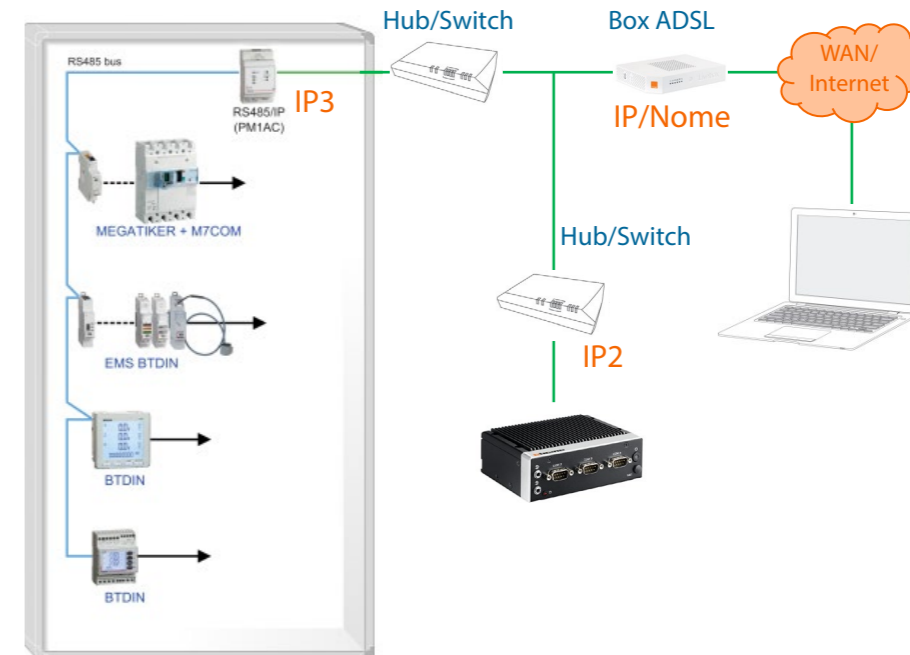 Hub/Switch
Box ADSL
WAN/
Internet
RS485 bus
RS485/IP
(PM1AC)
IP3
IP/Nome
MEGATIKER + M7COM
Hub/Switch
EMS BTDIN
IP2
BTDIN
BTDIN